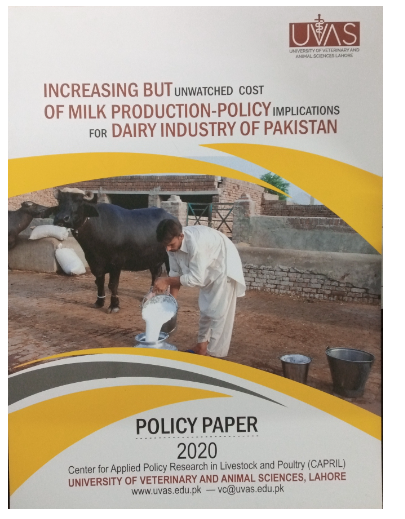 UVAS
UNIVERSITY OF VETERINARY AND
ANIMAL SCIENCES LAHORE
INCREASING BUT UNWATCHED COST
OF MILK PRODUCTION-POLICY IMPLICATIONS
FOR DAIRY INDUSTRY OF PAKISTAN
POLICY PAPER
2020
Center for Applied Policy Research in Livestock and Poultry (CAPRIL)
UNIVERSITY OF VETERINARY AND ANIMAL SCIENCES, LAHORE
www.uvas.edu.pk — vc@uvas.edu.pk